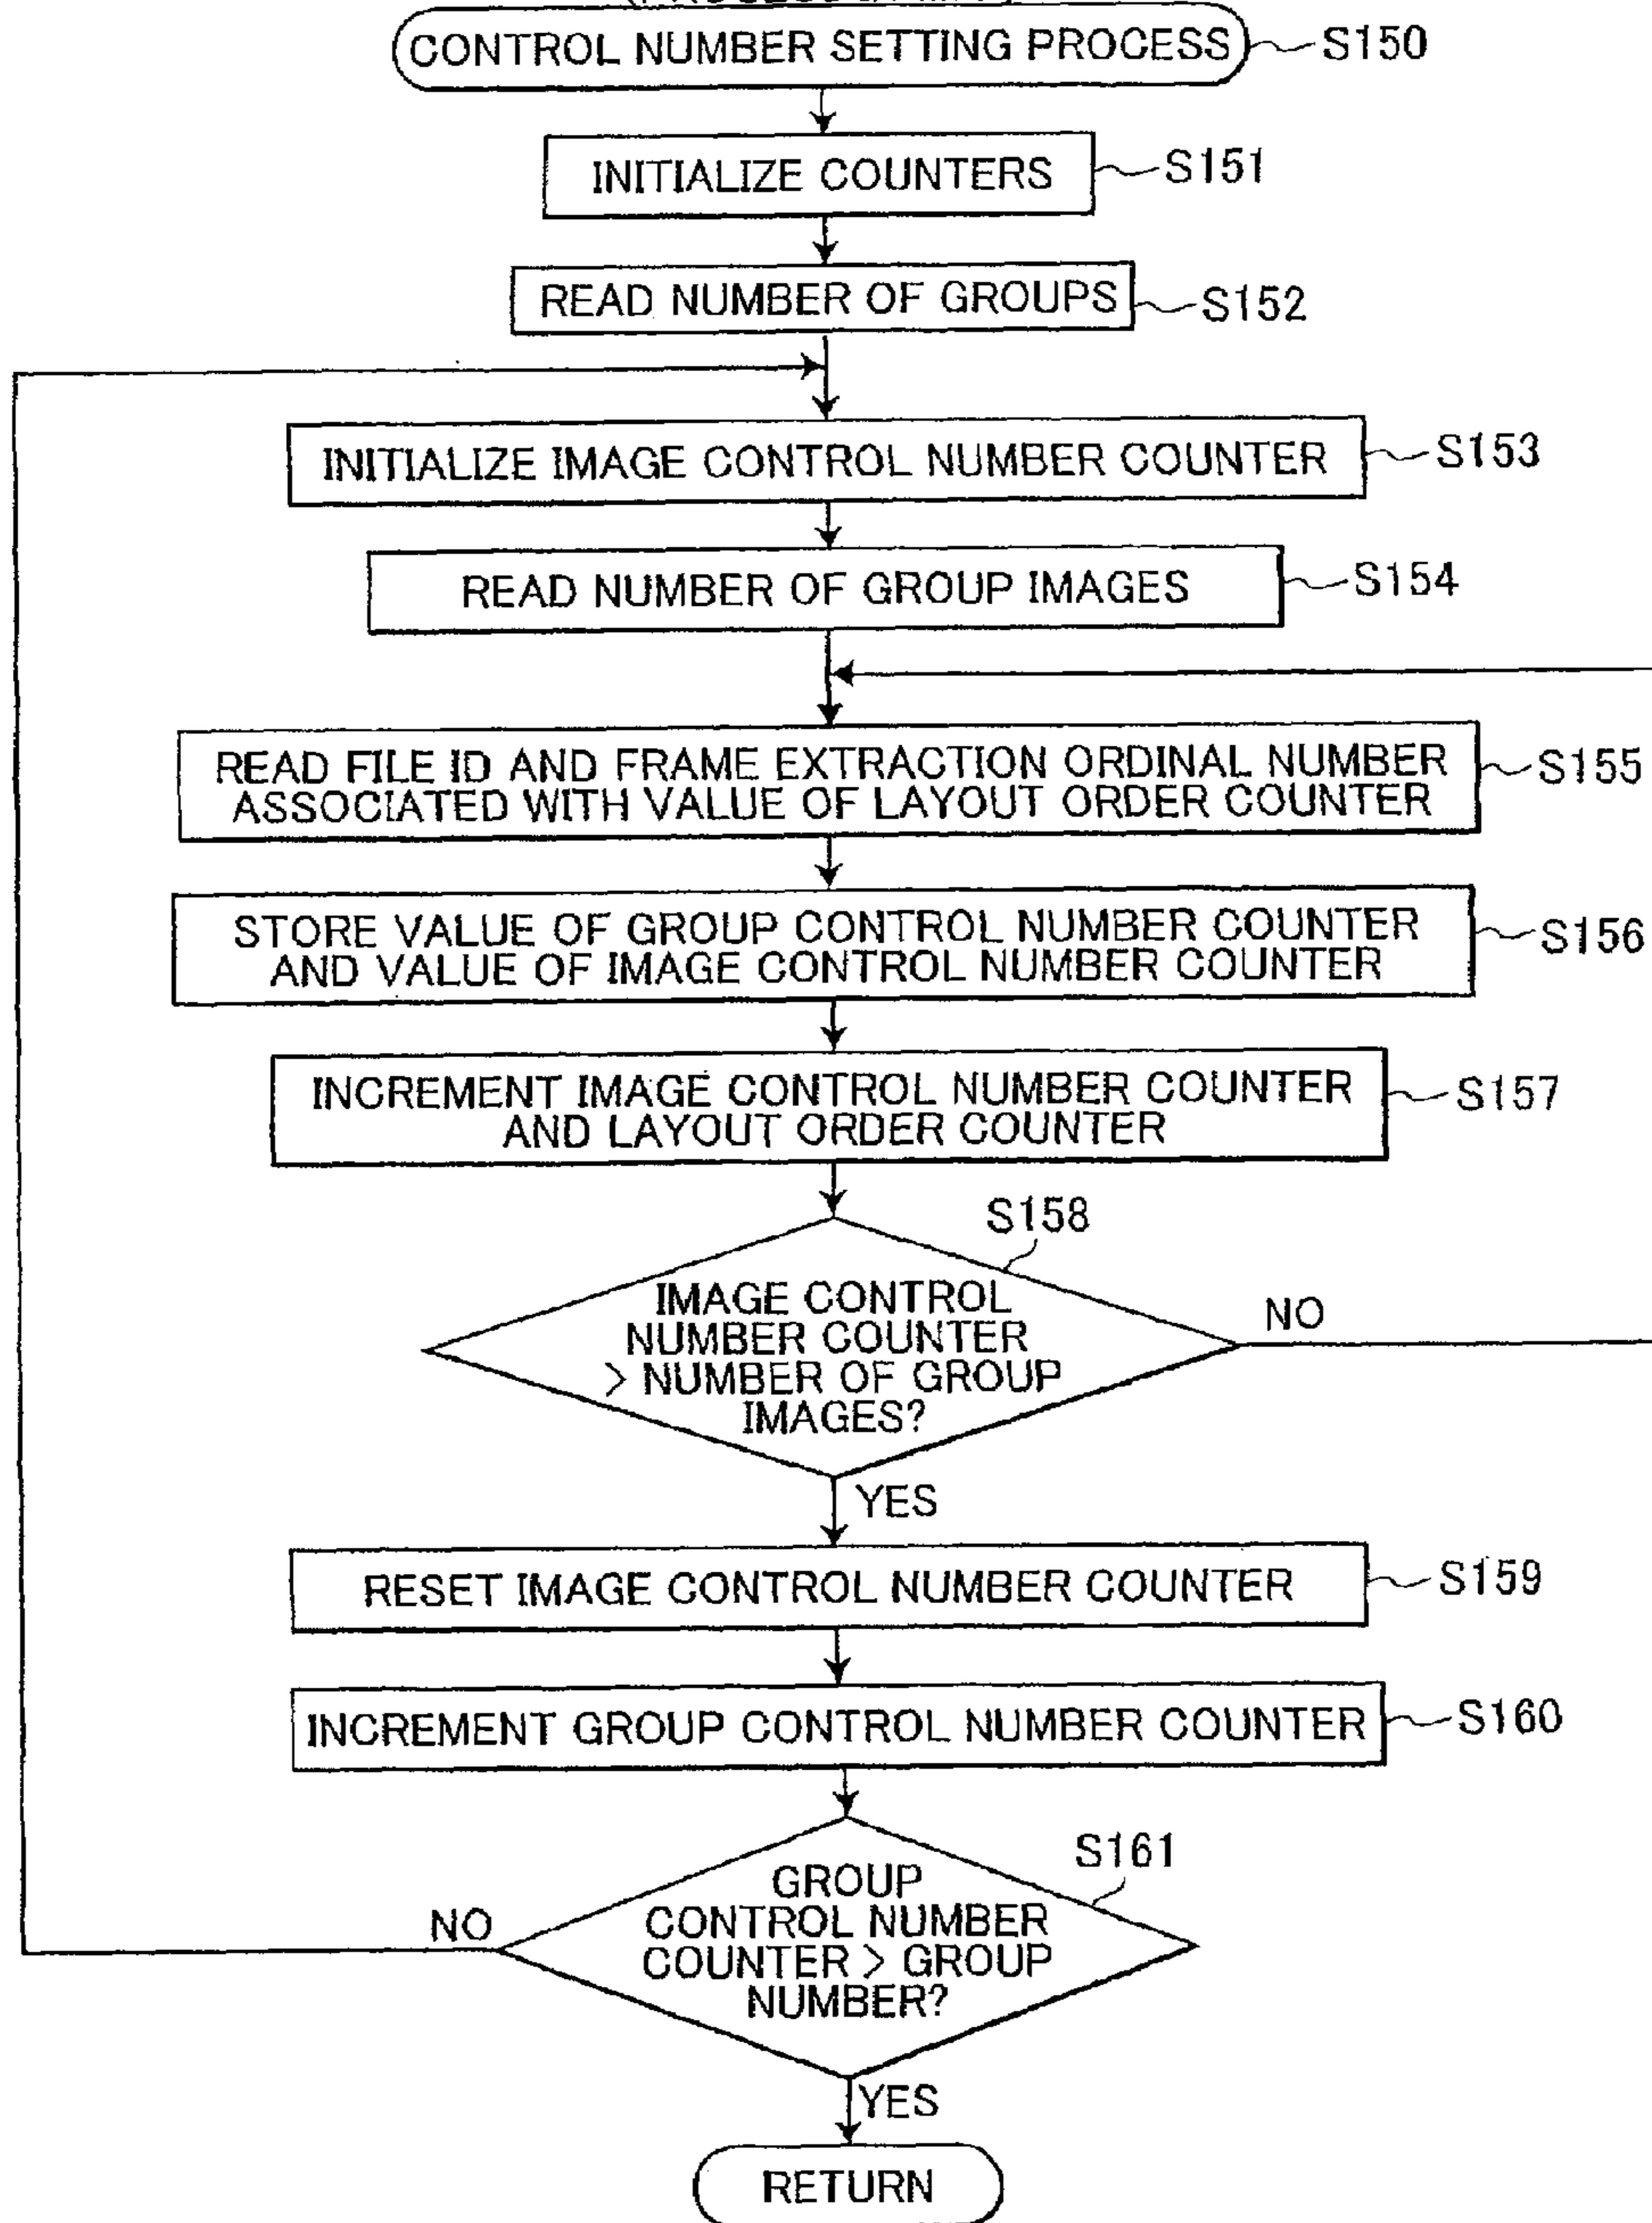 CONTROL NUMBER SETTING PROCESS S150
INITIALIZE COUNTERS S151
READ NUMBER OF GROUPS S152
INITIALIZE IMAGE CONTROL NUMBER COUNTER S153
READ NUMBER OF GROUP IMAGES S154
READ FILE ID AND FRAME EXTRACTION ORDINAL NUMBER S155
ASSOCIATED WITH VALUE OF LAYOUT ORDER COUNTER
STORE VALUE OF GROUP CONTROL NUMBER COUNTER S156
AND VALUE OF IMAGE CONTROL NUMBER COUNTER
INCREMENT IMAGE CONTROL NUMBER COUNTER S157
AND LAYOUT ORDER COUNTER
S158
IMAGE CONTROL
NUMBER COUNTER
> NUMBER OF GROUP
IMAGES?
NO
YES
RESET IMAGE CONTROL NUMBER COUNTER S159
INCREMENT GROUP CONTROL NUMBER COUNTER S160
S161
GROUP
CONTROL NUMBER
COUNTER > GROUP
NUMBER?
NO
YES
RETURN